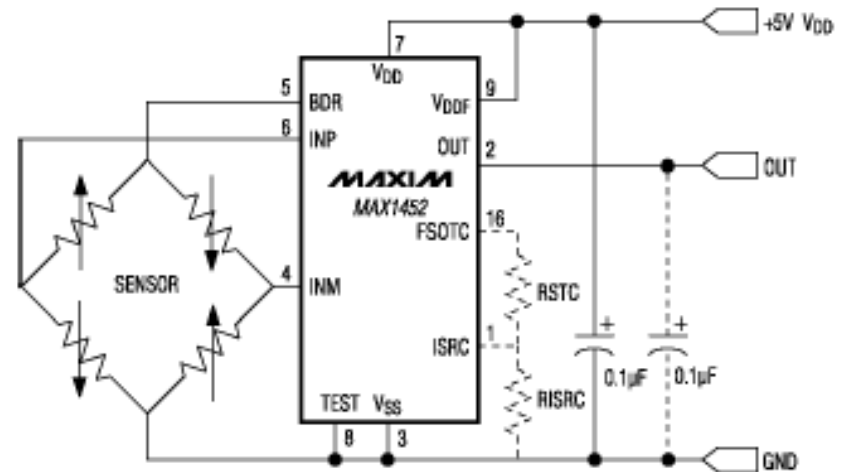 +5V VDD
7
VDD
5
BDR
9
VDDF
6
INP
OUT
2
OUT
MAXIM
MAX1452
16
FSOTC
SENSOR
4
INM
RSTC
1
ISRC
+
+
0.1µF
0.1µF
RISRC
TEST
VSS
8
3
GND